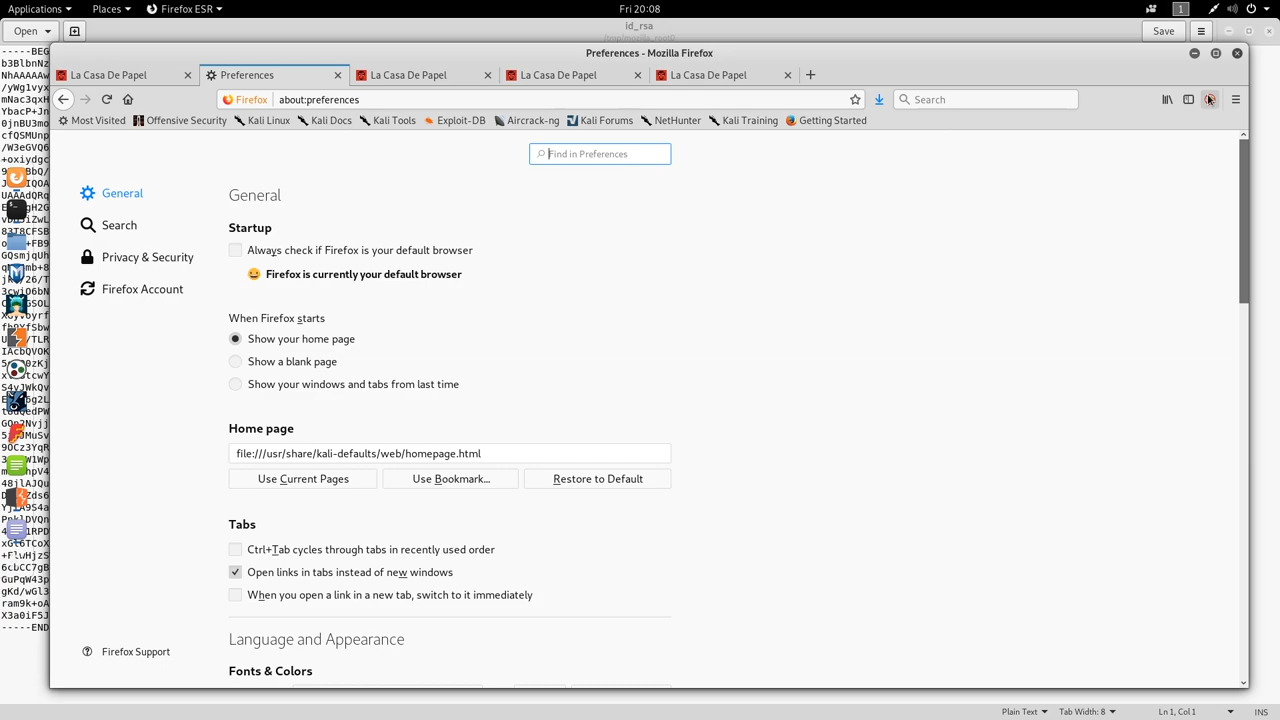 Applications Places Firefox ESR Fri 20:08 1
Open id_rsa Save
/tmp/mozilla_root0
Preferences - Mozilla Firefox
La Casa De Papel Preferences La Casa De Papel La Casa De Papel La Casa De Papel
Firefox about:preferences Search
Most Visited Offensive Security Kali Linux Kali Docs Kali Tools Exploit-DB Aircrack-ng Kali Forums NetHunter Kali Training Getting Started
Find in Preferences
General
Search
Privacy & Security
Firefox Account
General
Startup
Always check if Firefox is your default browser
Firefox is currently your default browser
When Firefox starts
Show your home page
Show a blank page
Show your windows and tabs from last time
Home page
file:///usr/share/kali-defaults/web/homepage.html
Use Current Pages Use Bookmark... Restore to Default
Tabs
Ctrl+Tab cycles through tabs in recently used order
Open links in tabs instead of new windows
When you open a link in a new tab, switch to it immediately
Language and Appearance
Fonts & Colors
Firefox Support
-----BEG
-----END
Plain Text Tab Width: 8 Ln 1, Col 1 INS